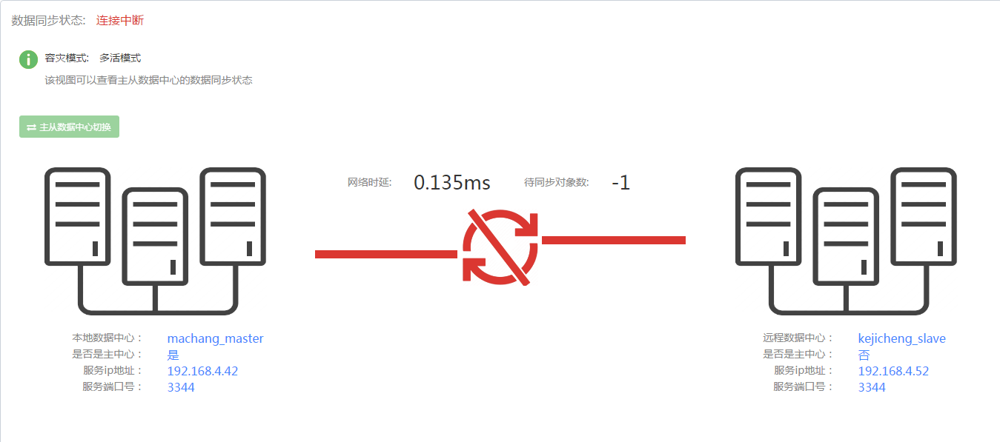 数据同步状态: 连接中断
容灾模式: 多活模式
该视图可以查看主从数据中心的数据同步状态
主从数据中心切换
网络时延: 0.135ms 待同步对象数: -1
本地数据中心： machang_master
是否是主中心： 是
服务ip地址： 192.168.4.42
服务端口号： 3344
远程数据中心： kejicheng_slave
是否是主中心： 否
服务ip地址： 192.168.4.52
服务端口号： 3344